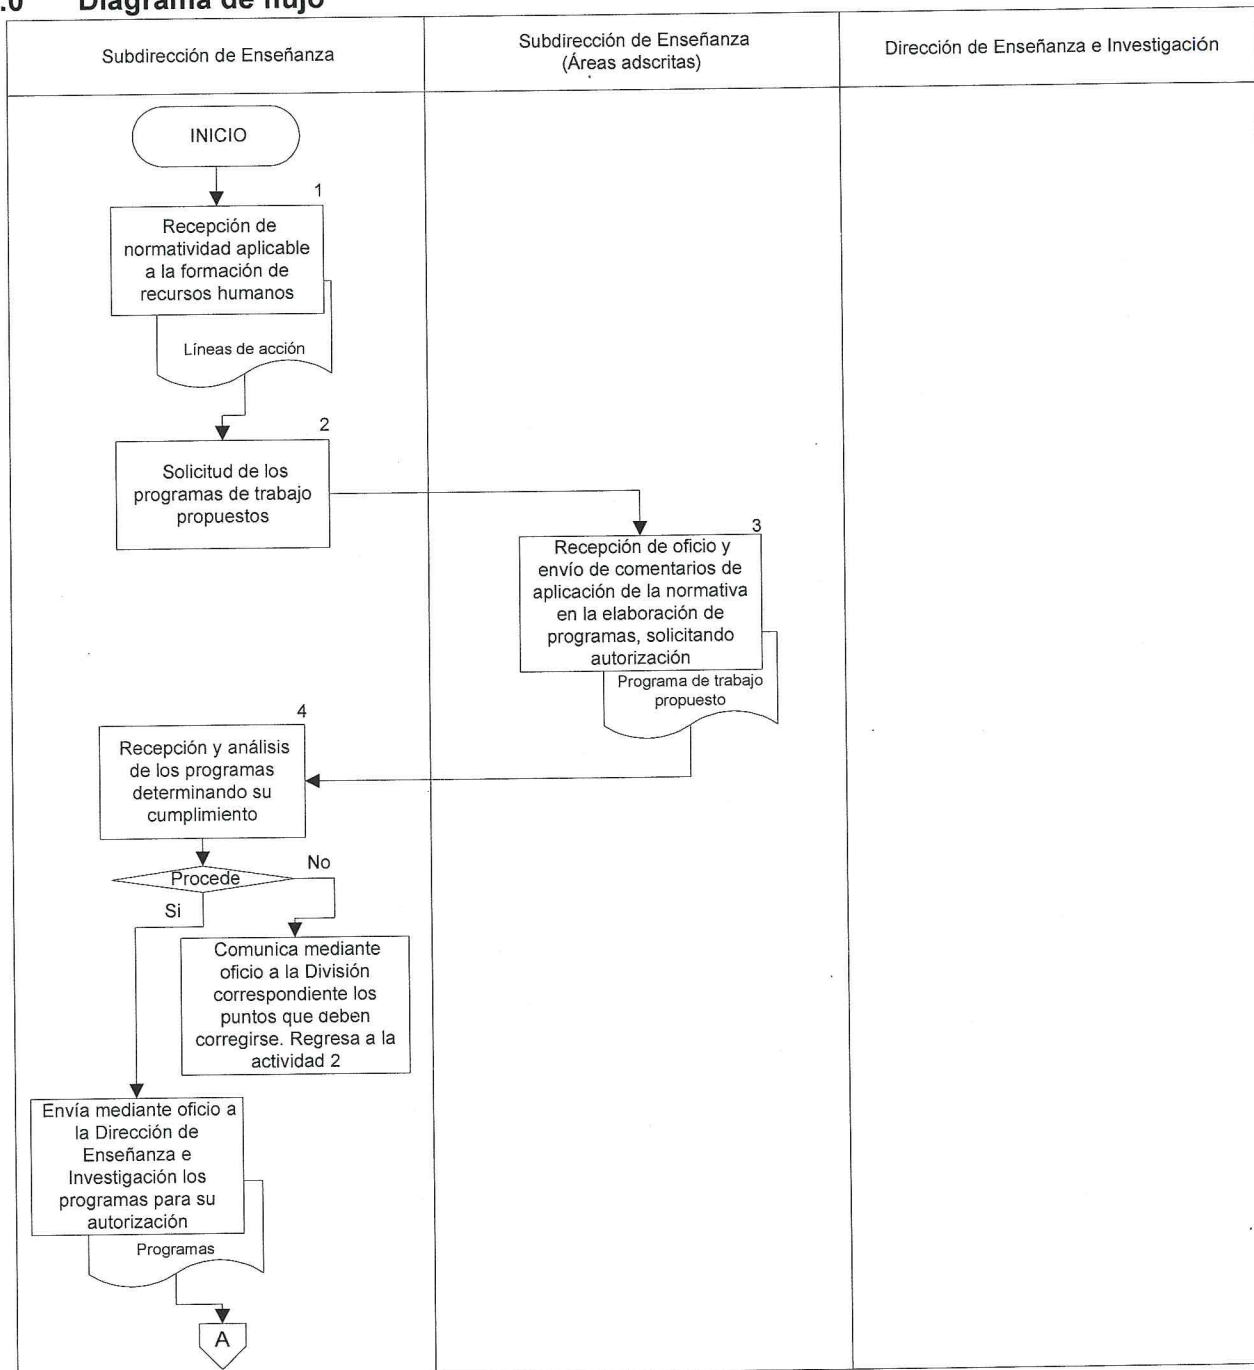 .0 Diagrama de flujo
Subdirección de Enseñanza
Subdirección de Enseñanza
(Áreas adscritas)
Dirección de Enseñanza e Investigación
INICIO
1
Recepción de
normatividad aplicable
a la formación de
recursos humanos
Líneas de acción
2
Solicitud de los
programas de trabajo
propuestos
3
Recepción de oficio y
envío de comentarios de
aplicación de la normativa
en la elaboración de
programas, solicitando
autorización
Programa de trabajo
propuesto
4
Recepción y análisis
de los programas
determinando su
cumplimiento
Procede
No
Si
Comunica mediante
oficio a la División
correspondiente los
puntos que deben
corregirse. Regresa a la
actividad 2
Envía mediante oficio a
la Dirección de
Enseñanza e
Investigación los
programas para su
autorización
Programas
A